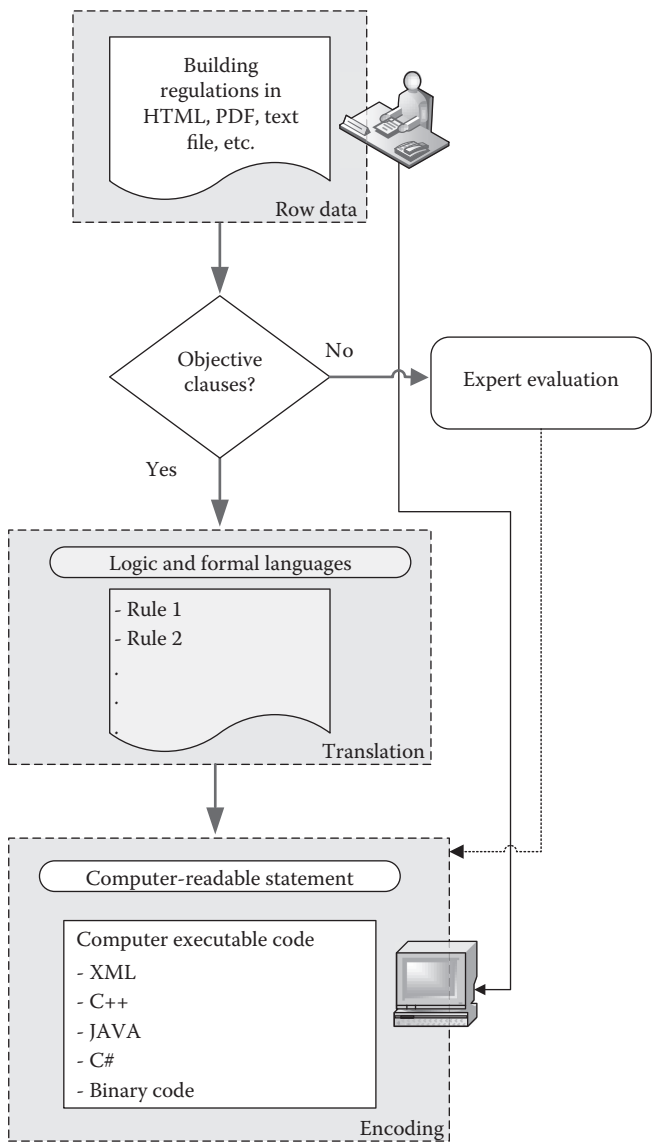 Building
regulations in
HTML, PDF, text
file, etc.
Row data
Objective
clauses?
No
Expert evaluation
Yes
Logic and formal languages
- Rule 1
- Rule 2
.
.
.
Translation
Computer-readable statement
Computer executable code
- XML
- C++
- JAVA
- C#
- Binary code
Encoding